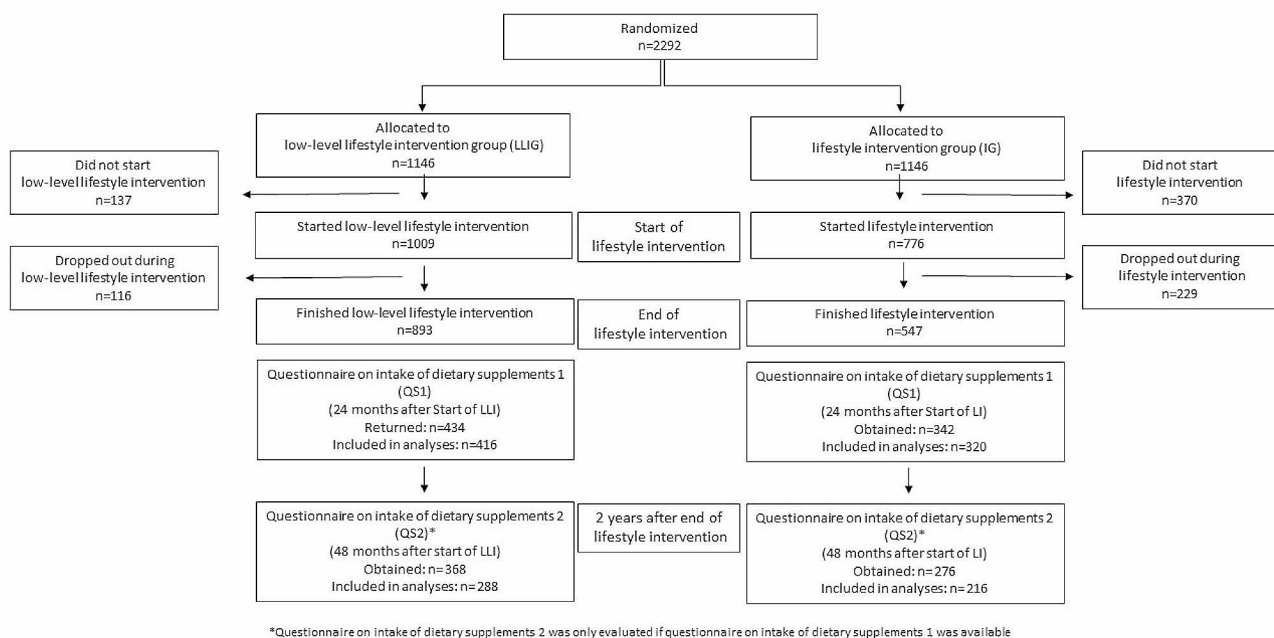 Randomized
n=2292
Allocated to
low-level lifestyle intervention group (LLIG)
n=1146
Allocated to
lifestyle intervention group (IG)
n=1146
Did not start
low-level lifestyle intervention
n=137
Did not start
lifestyle intervention
n=370
Started low-level lifestyle intervention
n=1009
Start of
lifestyle intervention
Started lifestyle intervention
n=776
Dropped out during
low-level lifestyle intervention
n=116
Dropped out during
lifestyle intervention
n=229
Finished low-level lifestyle intervention
n=893
End of
lifestyle intervention
Finished lifestyle intervention
n=547
Questionnaire on intake of dietary supplements 1
(QS1)
(24 months after Start of LLI)
Returned: n=434
Included in analyses: n=416
Questionnaire on intake of dietary supplements 1
(QS1)
(24 months after Start of LI)
Obtained: n=342
Included in analyses: n=320
Questionnaire on intake of dietary supplements 2
(QS2)*
(48 months after start of LLI)
Obtained: n=368
Included in analyses: n=288
2 years after end of
lifestyle intervention
Questionnaire on intake of dietary supplements 2
(QS2)*
(48 months after start of LI)
Obtained: n=276
Included in analyses: n=216
*Questionnaire on intake of dietary supplements 2 was only evaluated if questionnaire on intake of dietary supplements 1 was available